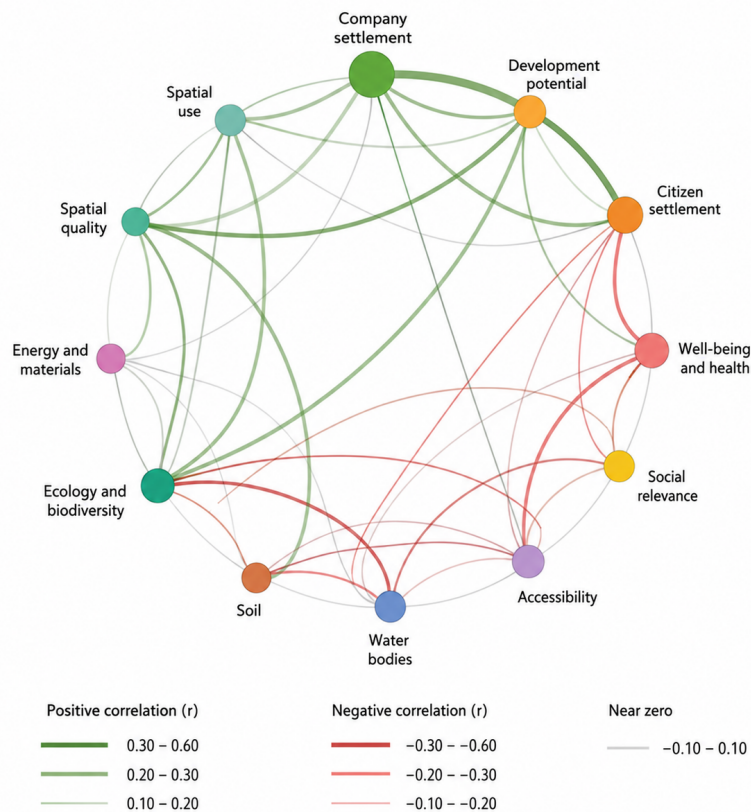 Company
settlement
Development
potential
Spatial
use
Citizen
settlement
Spatial
quality
Well-being
and health
Energy and
materials
Social
relevance
Ecology and
biodiversity
Accessibility
Soil
Water
bodies
Positive correlation (r)
0.30 – 0.60
0.20 – 0.30
0.10 – 0.20
Negative correlation (r)
−0.30 – −0.60
−0.20 – −0.30
−0.10 – −0.20
Near zero
−0.10 – 0.10